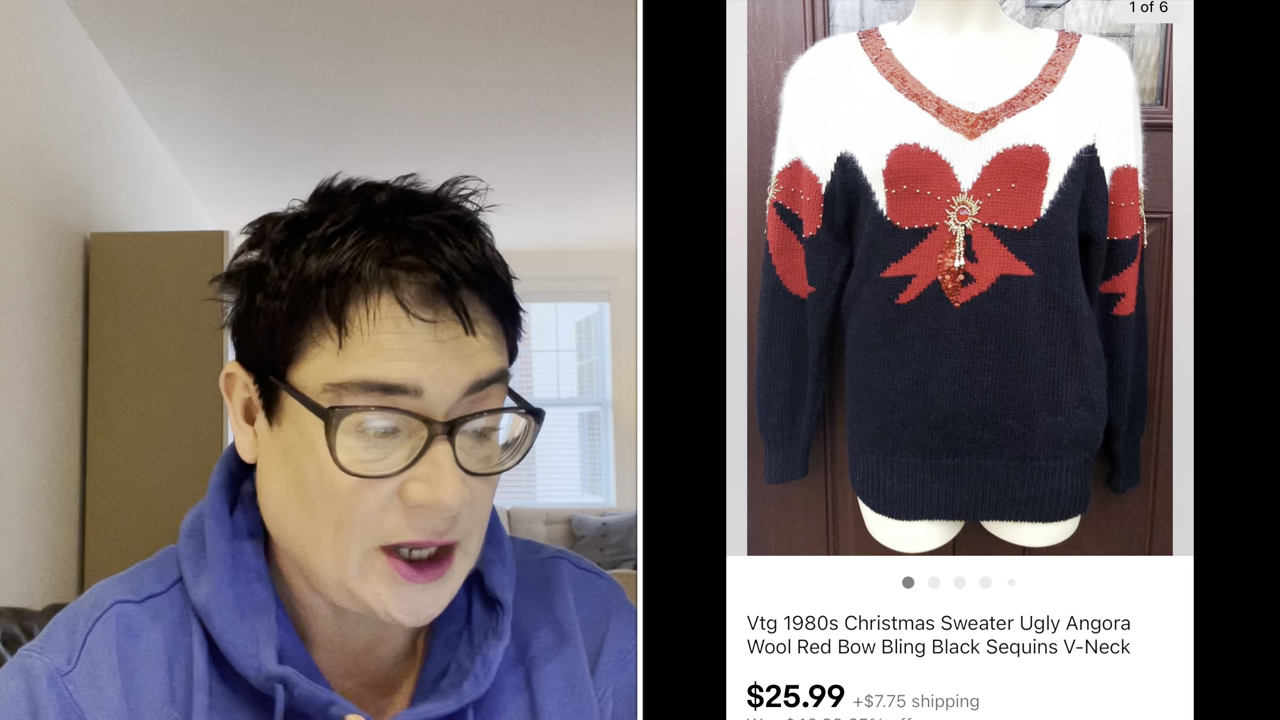 1 of 6
Vtg 1980s Christmas Sweater Ugly Angora
Wool Red Bow Bling Black Sequins V-Neck
$25.99 +$7.75 shipping